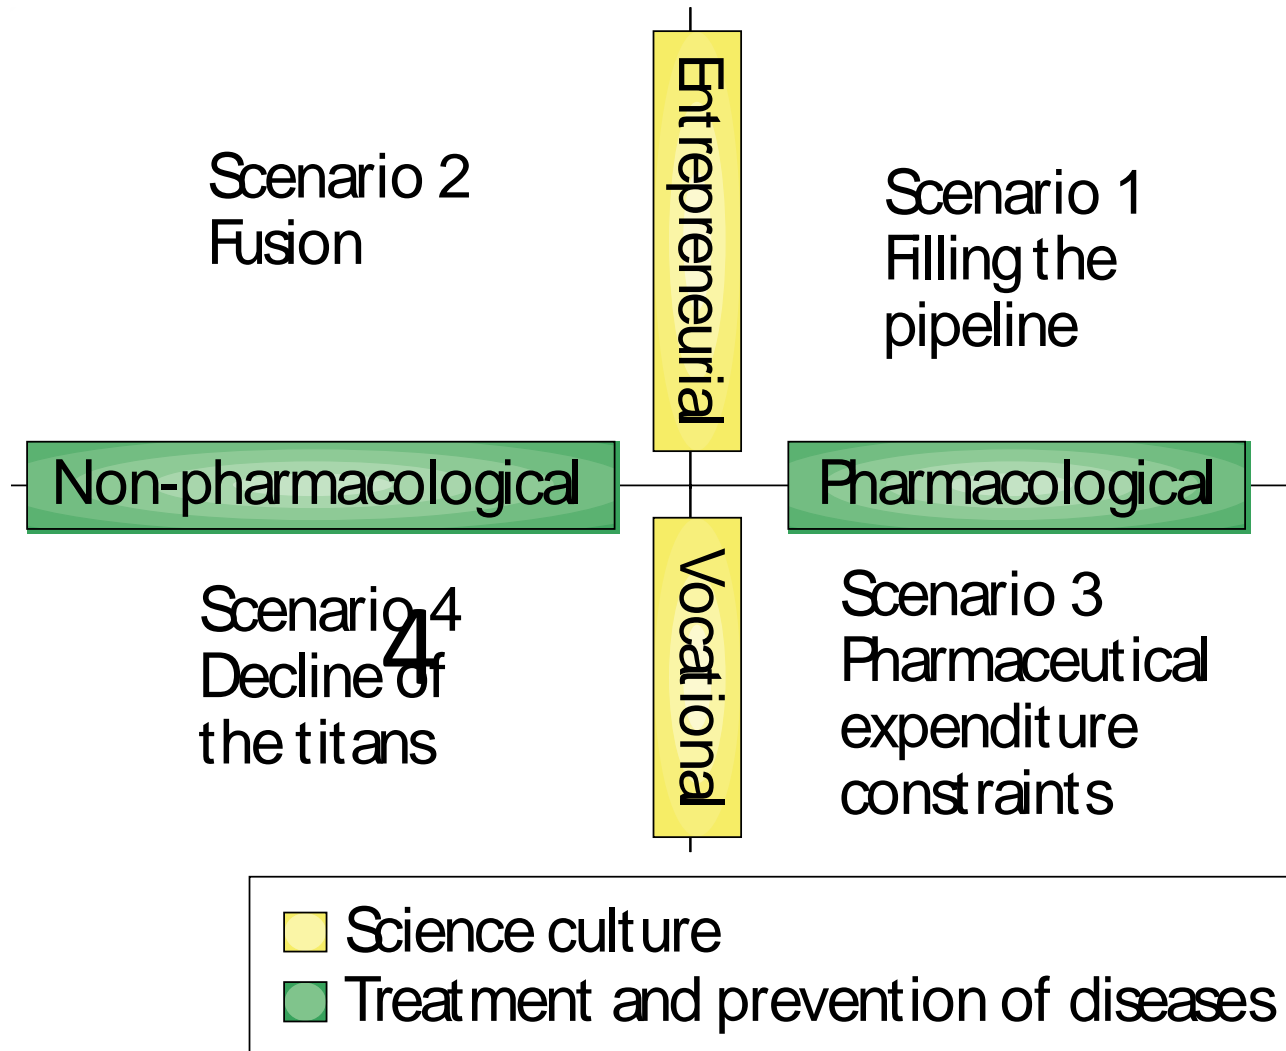 Entrepreneurial
Scenario 2
Fusion
Scenario 1
Filling the
pipeline
Non-pharmacological
Pharmacological
Vocational
Scenario 4
4
Decline of
the titans
Scenario 3
Pharmaceutical
expenditure
constraints
Science culture
Treatment and prevention of diseases